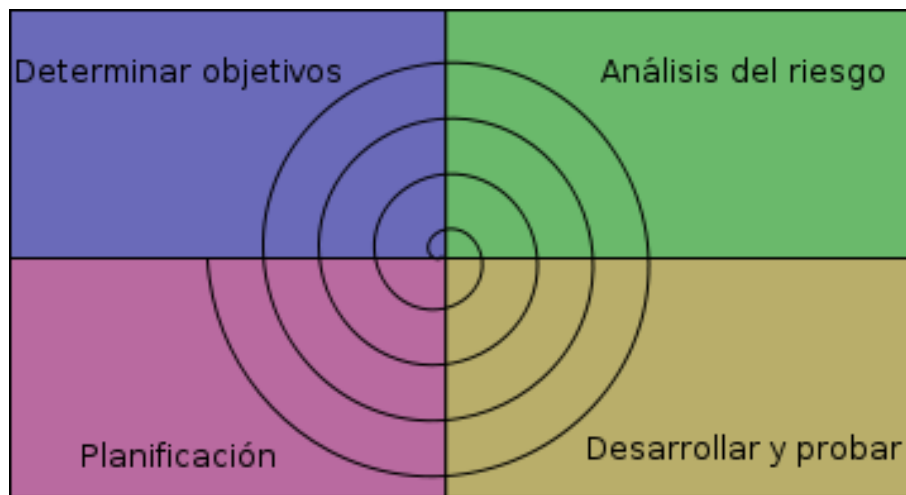 Determinar objetivos
Análisis del riesgo
Planificación
Desarrollar y probar